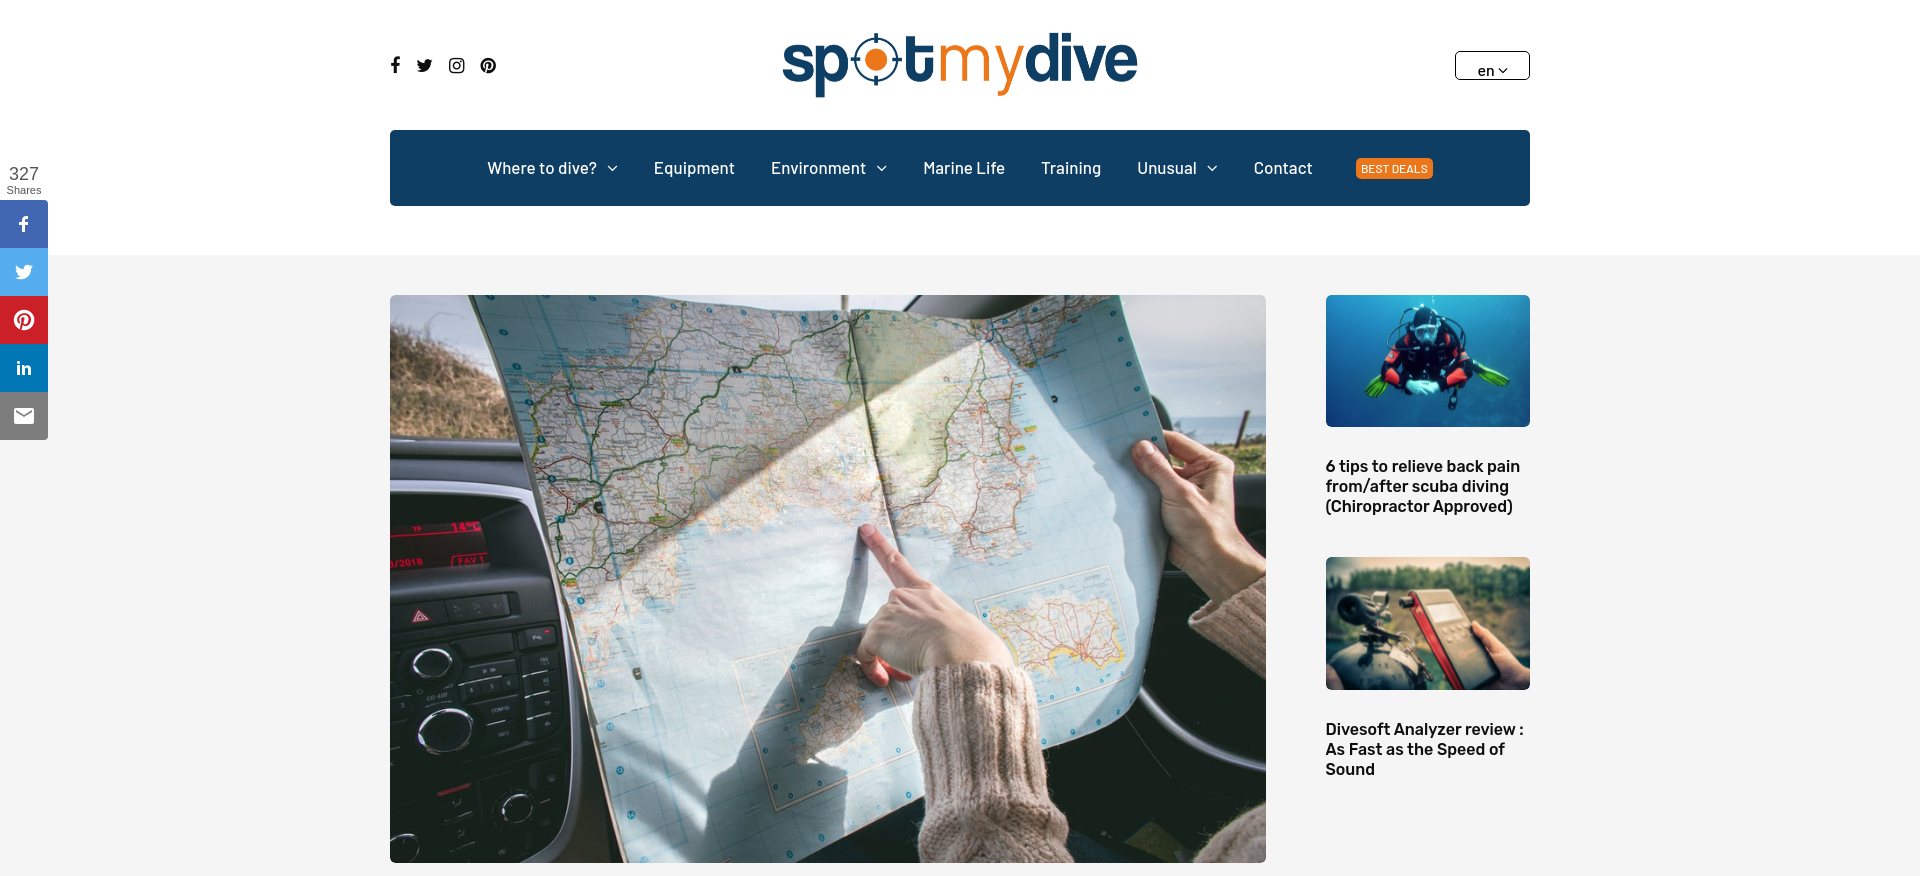 spotmydive
en
Where to dive?
Equipment
Environment
Marine Life
Training
Unusual
Contact
BEST DEALS
327
Shares
14°C
6 tips to relieve back pain
from/after scuba diving
(Chiropractor Approved)
Divesoft Analyzer review :
As Fast as the Speed of
Sound